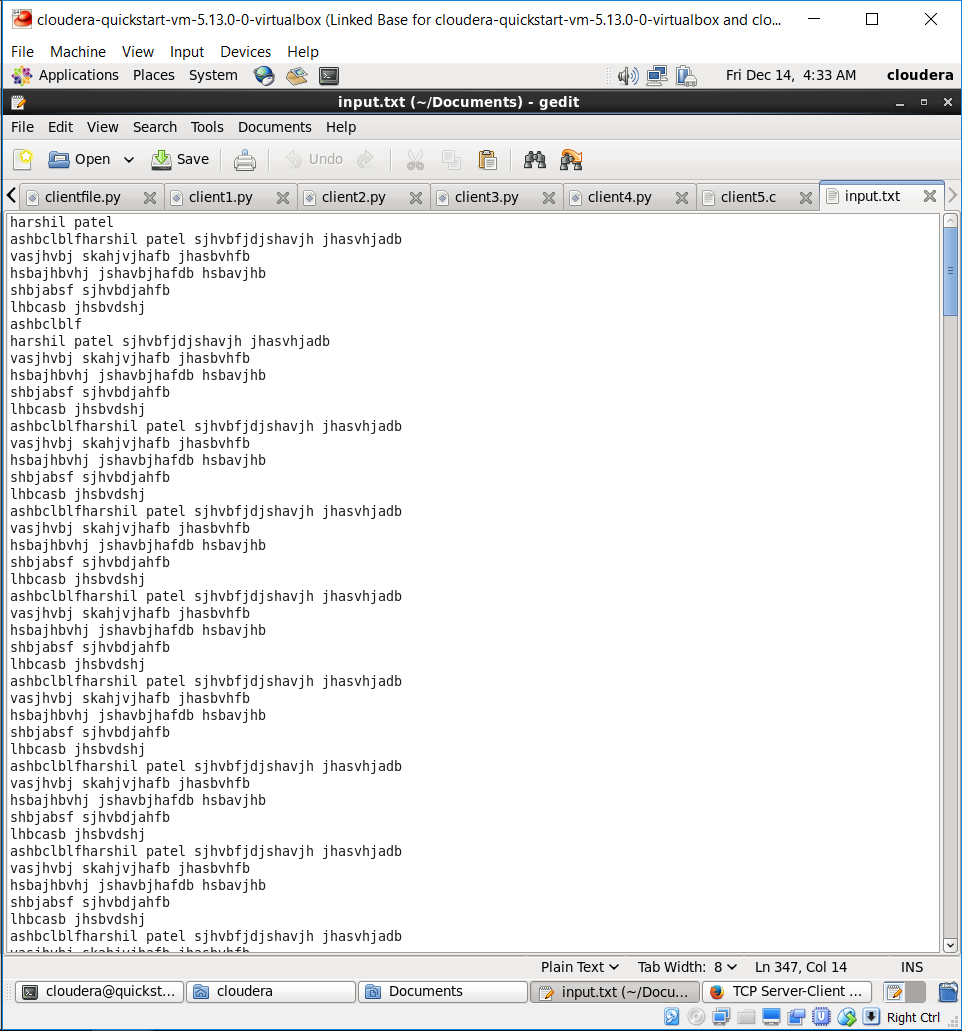 cloudera-quickstart-vm-5.13.0-0-virtualbox (Linked Base for cloudera-quickstart-vm-5.13.0-0-virtualbox and clo...
File Machine View Input Devices Help
Applications Places System Fri Dec 14, 4:33 AM cloudera
input.txt (~/Documents) - gedit
File Edit View Search Tools Documents Help
Open Save Undo
clientfile.py client1.py client2.py client3.py client4.py client5.c input.txt
harshil patel
ashbclblfharshil patel sjhvbfjdjshavjh jhasvhjadb
vasjhvbj skahjvjhafb jhasbvhfb
hsbajhbvhj jshavbjhafdb hsbavjhb
shbjabsf sjhvbdjahfb
lhbcasb jhsbvdshj
ashbclblf
harshil patel sjhvbfjdjshavjh jhasvhjadb
vasjhvbj skahjvjhafb jhasbvhfb
hsbajhbvhj jshavbjhafdb hsbavjhb
shbjabsf sjhvbdjahfb
lhbcasb jhsbvdshj
ashbclblfharshil patel sjhvbfjdjshavjh jhasvhjadb
vasjhvbj skahjvjhafb jhasbvhfb
hsbajhbvhj jshavbjhafdb hsbavjhb
shbjabsf sjhvbdjahfb
lhbcasb jhsbvdshj
ashbclblfharshil patel sjhvbfjdjshavjh jhasvhjadb
vasjhvbj skahjvjhafb jhasbvhfb
hsbajhbvhj jshavbjhafdb hsbavjhb
shbjabsf sjhvbdjahfb
lhbcasb jhsbvdshj
ashbclblfharshil patel sjhvbfjdjshavjh jhasvhjadb
vasjhvbj skahjvjhafb jhasbvhfb
hsbajhbvhj jshavbjhafdb hsbavjhb
shbjabsf sjhvbdjahfb
lhbcasb jhsbvdshj
ashbclblfharshil patel sjhvbfjdjshavjh jhasvhjadb
vasjhvbj skahjvjhafb jhasbvhfb
hsbajhbvhj jshavbjhafdb hsbavjhb
shbjabsf sjhvbdjahfb
lhbcasb jhsbvdshj
ashbclblfharshil patel sjhvbfjdjshavjh jhasvhjadb
vasjhvbj skahjvjhafb jhasbvhfb
hsbajhbvhj jshavbjhafdb hsbavjhb
shbjabsf sjhvbdjahfb
lhbcasb jhsbvdshj
ashbclblfharshil patel sjhvbfjdjshavjh jhasvhjadb
vasjhvbj skahjvjhafb jhasbvhfb
hsbajhbvhj jshavbjhafdb hsbavjhb
shbjabsf sjhvbdjahfb
lhbcasb jhsbvdshj
ashbclblfharshil patel sjhvbfjdjshavjh jhasvhjadb
Plain Text Tab Width: 8 Ln 347, Col 14 INS
cloudera@quickst... cloudera Documents input.txt (~/Docu... TCP Server-Client ...
Right Ctrl